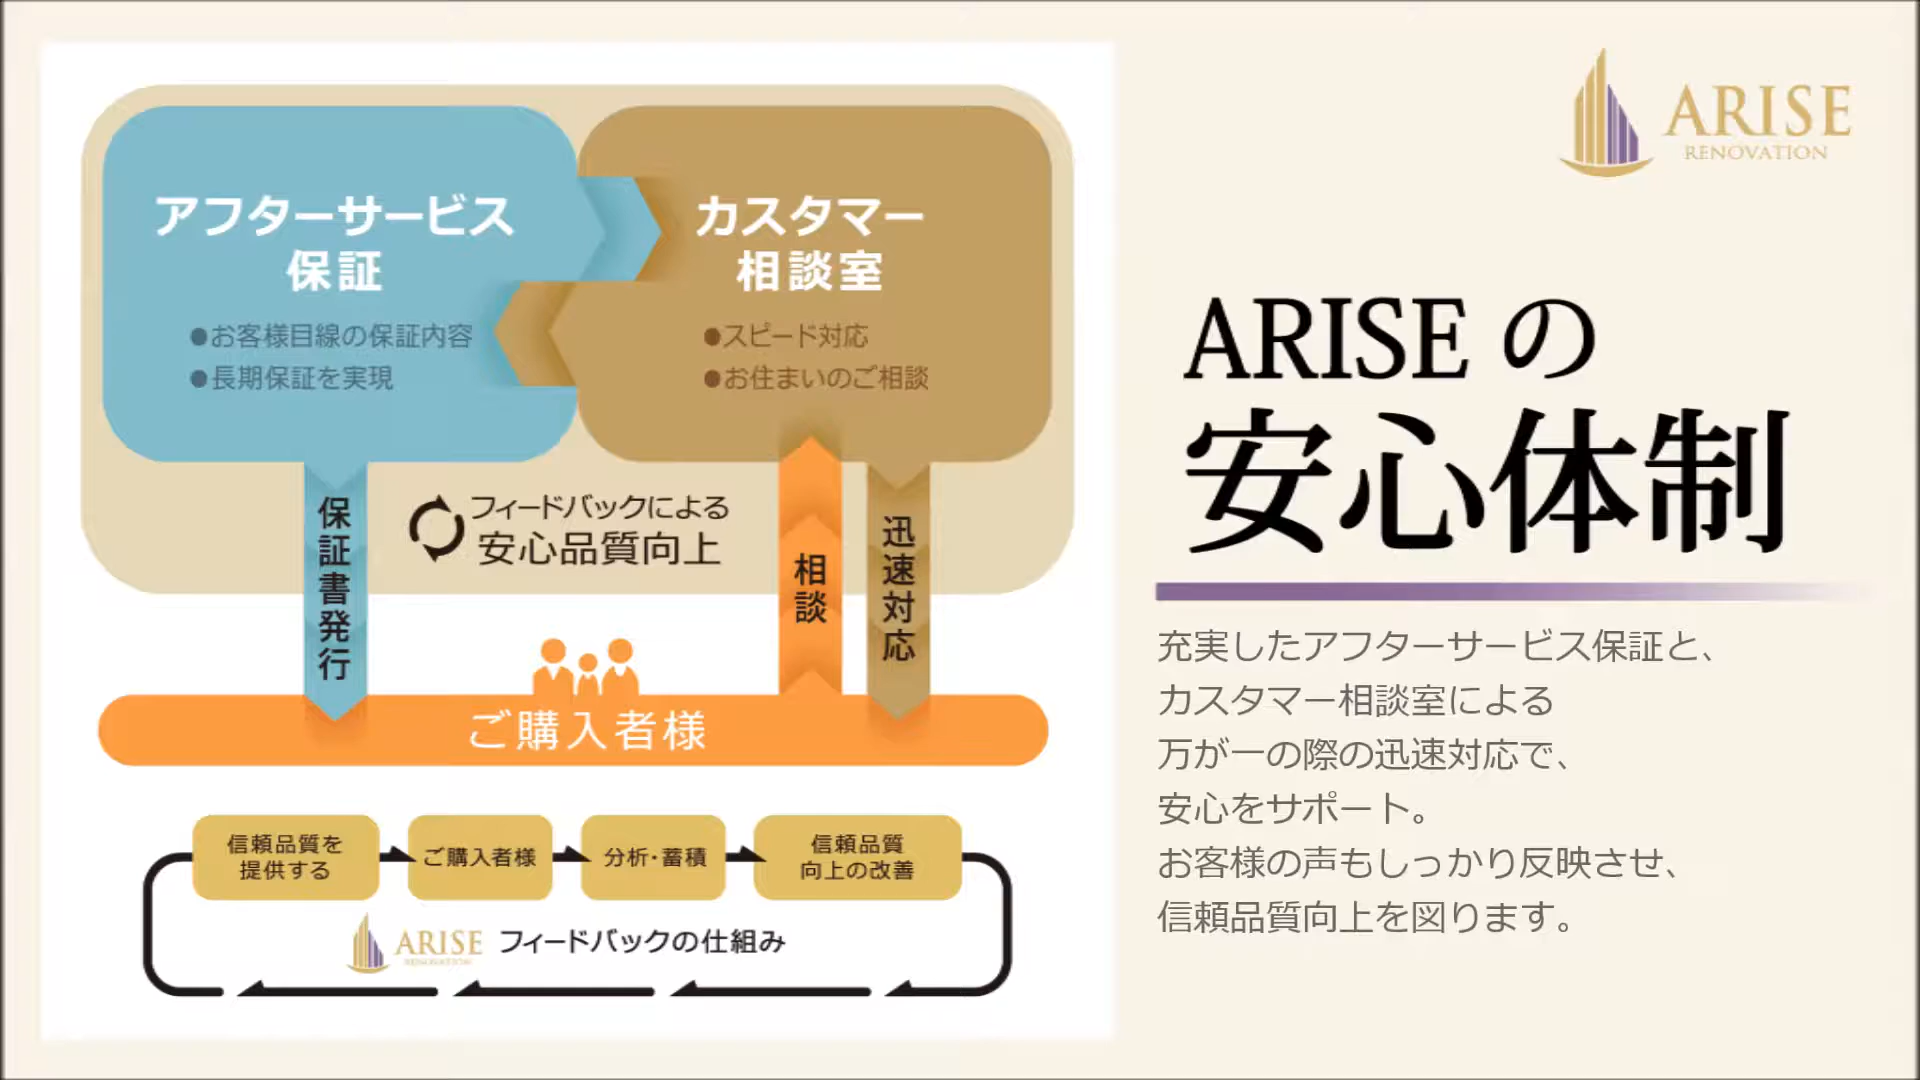 アフターサービス
保証
●お客様目線の保証内容
●長期保証を実現
カスタマー
相談室
●スピード対応
●お住まいのご相談
保証書発行
フィードバックによる
安心品質向上
相談
迅速対応
ご購入者様
信頼品質を
提供する
ご購入者様
分析・蓄積
信頼品質
向上の改善
ARISE
RENOVATION
フィードバックの仕組み
ARISE
RENOVATION
ARISE の
安心体制
充実したアフターサービス保証と、
カスタマー相談室による
万が一の際の迅速対応で、
安心をサポート。
お客様の声もしっかり反映させ、
信頼品質向上を図ります。